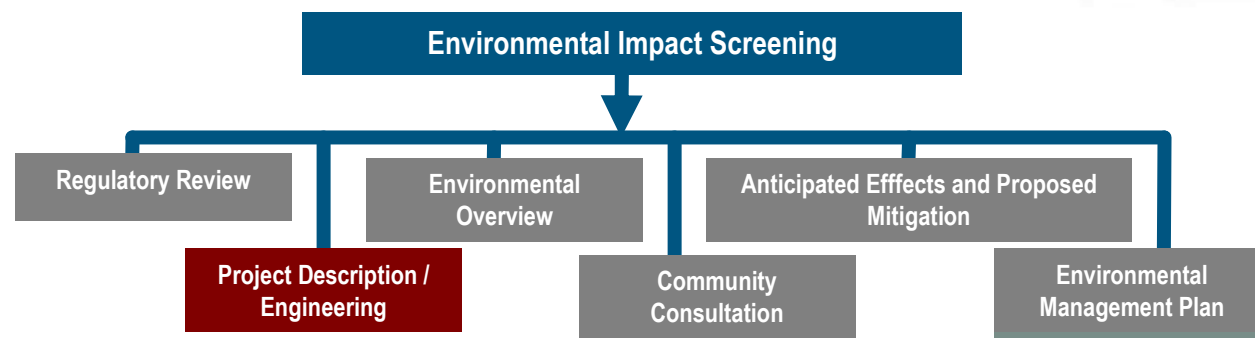 Environmental Impact Screening
Regulatory Review
Environmental
Overview
Anticipated Efffects and Proposed
Mitigation
Project Description /
Engineering
Community
Consultation
Environmental
Management Plan